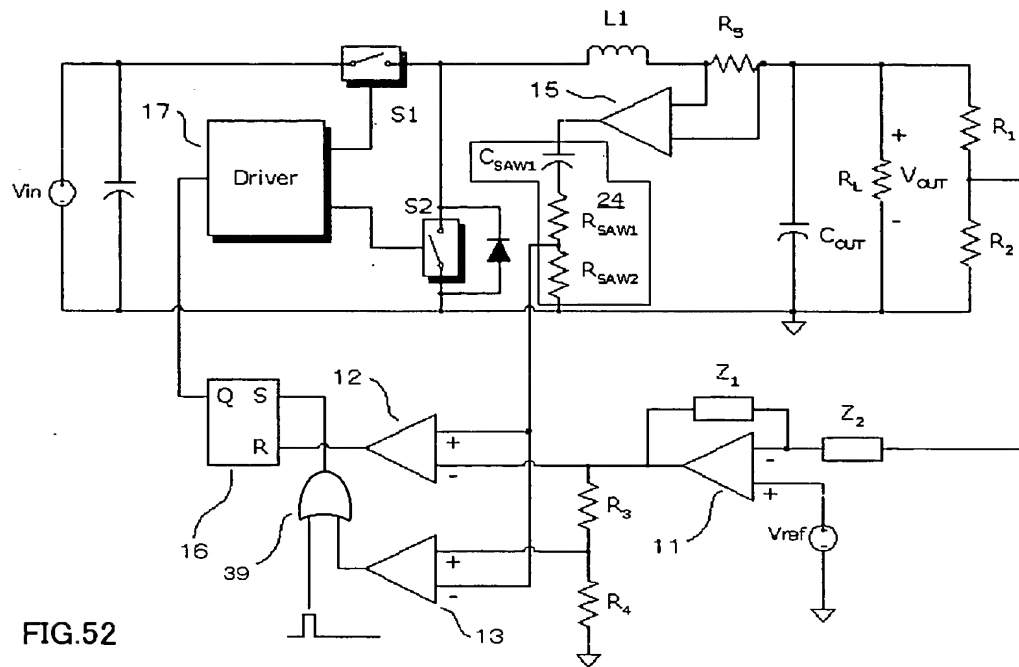 L1
R5
15
17
S1
CSAW1
+
R1
Vin
Driver
24
RL
VOUT
S2
RSAW1
-
COUT
R2
RSAW2
12
Z1
Z2
Q
S
+
R
-
-
R3
+
16
11
Vref
39
+
R4
-
13
FIG.52